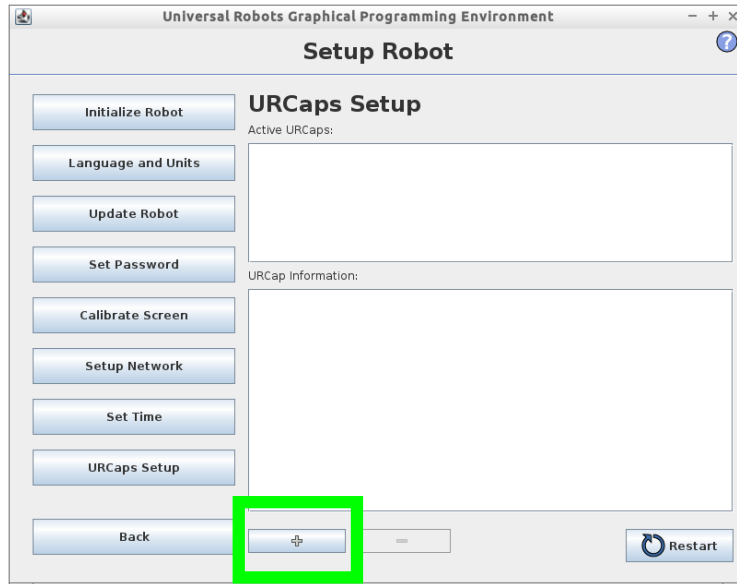 Universal Robots Graphical Programming Environment
Setup Robot
?
Initialize Robot
Language and Units
Update Robot
Set Password
Calibrate Screen
Setup Network
Set Time
URCaps Setup
Back
URCaps Setup
Active URCaps:
URCap Information:
Restart